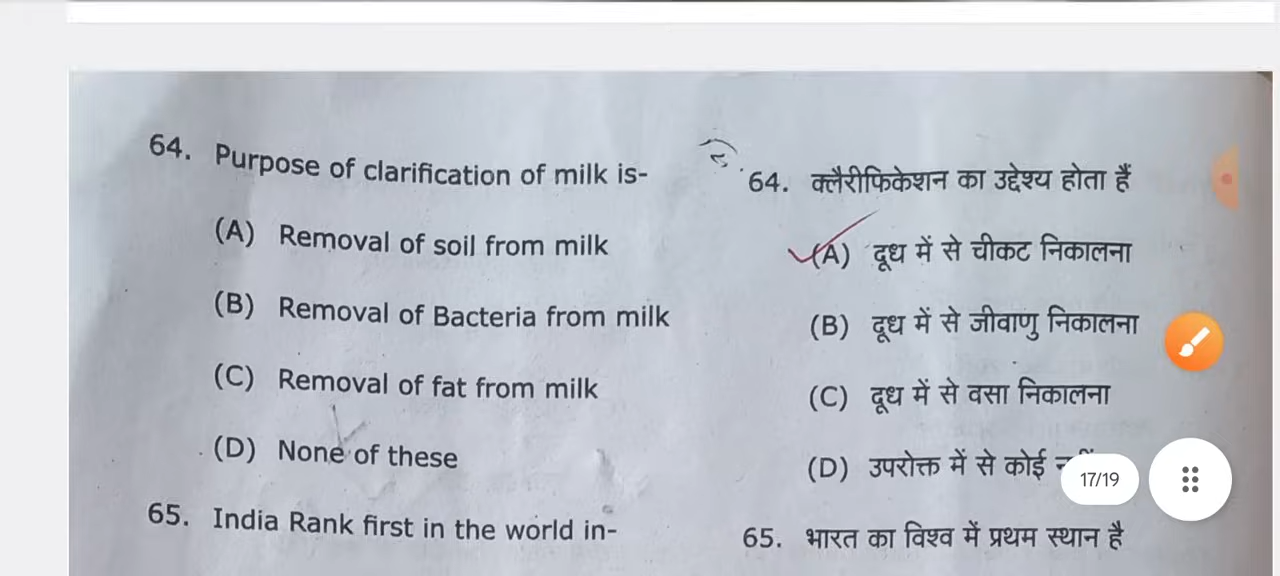 64. Purpose of clarification of milk is-
(A) Removal of soil from milk
(B) Removal of Bacteria from milk
(C) Removal of fat from milk
(D) None of these
65. India Rank first in the world in-
64. क्लैरीफिकेशन का उद्देश्य होता हैं
(A) दूध में से चीकट निकालना
(B) दूध में से जीवाणु निकालना
(C) दूध में से वसा निकालना
(D) उपरोक्त में से कोई
17/19
65. भारत का विश्व में प्रथम स्थान है